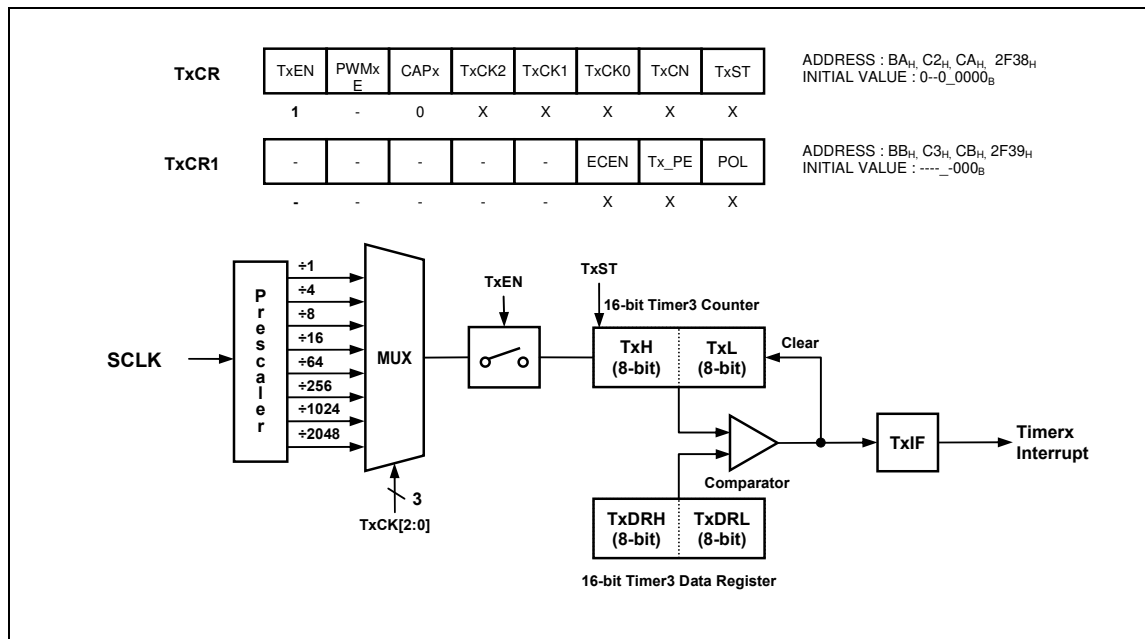 TxCR TxEN PWMx E CAPx TxCK2 TxCK1 TxCK0 TxCN TxST
ADDRESS : BAH, C2H, CAH, 2F38H
INITIAL VALUE : 0--0_0000B
1 - 0 X X X X X
TxCR1 - - - - - ECEN Tx_PE POL
ADDRESS : BBH, C3H, CBH, 2F39H
INITIAL VALUE : ----_-000B
- - - - - X X X
SCLK
Prescaler
÷1
÷4
÷8
÷16
÷64
÷256
÷1024
÷2048
MUX
3
TxCK[2:0]
TxEN
TxST
16-bit Timer3 Counter
TxH
(8-bit)
TxL
(8-bit)
Clear
Comparator
TxIF
Timerx
Interrupt
TxDRH
(8-bit)
TxDRL
(8-bit)
16-bit Timer3 Data Register